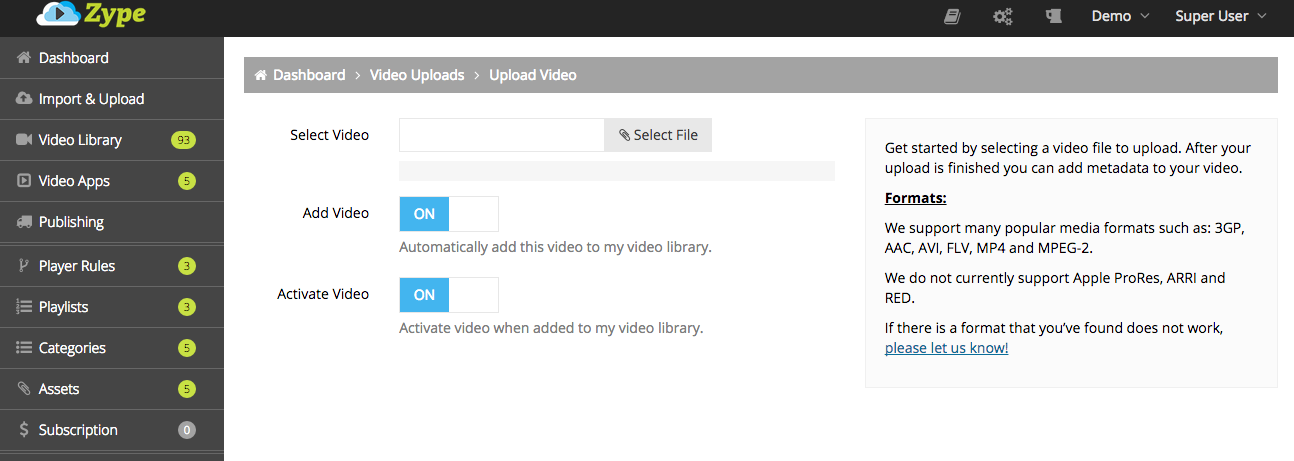 Zype
Demo
Super User
Dashboard
Import & Upload
Video Library 93
Video Apps 5
Publishing
Player Rules 3
Playlists 3
Categories 5
Assets 5
Subscription 0
Dashboard > Video Uploads > Upload Video
Select Video
Select File
Add Video
ON
Automatically add this video to my video library.
Activate Video
ON
Activate video when added to my video library.
Get started by selecting a video file to upload. After your
upload is finished you can add metadata to your video.
Formats:
We support many popular media formats such as: 3GP,
AAC, AVI, FLV, MP4 and MPEG-2.
We do not currently support Apple ProRes, ARRI and
RED.
If there is a format that you’ve found does not work,
please let us know!